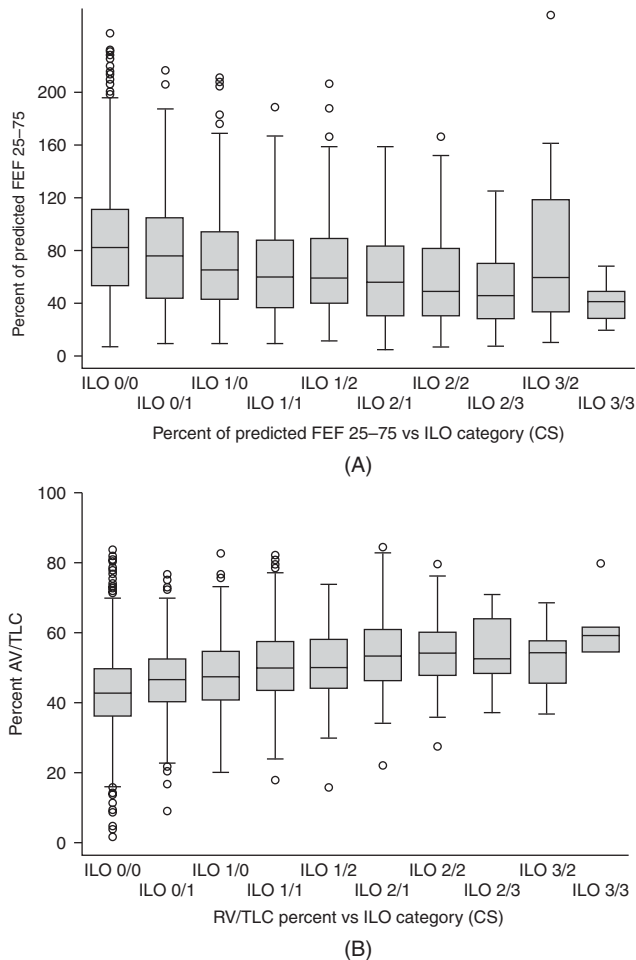 Percent of predicted FEF 25–75
200
160
120
80
40
0
ILO 0/0 ILO 1/0 ILO 1/2 ILO 2/2 ILO 3/2
ILO 0/1 ILO 1/1 ILO 2/1 ILO 2/3 ILO 3/3
Percent of predicted FEF 25–75 vs ILO category (CS)
(A)
Percent AV/TLC
100
80
60
40
20
0
ILO 0/0 ILO 1/0 ILO 1/2 ILO 2/2 ILO 3/2
ILO 0/1 ILO 1/1 ILO 2/1 ILO 2/3 ILO 3/3
RV/TLC percent vs ILO category (CS)
(B)